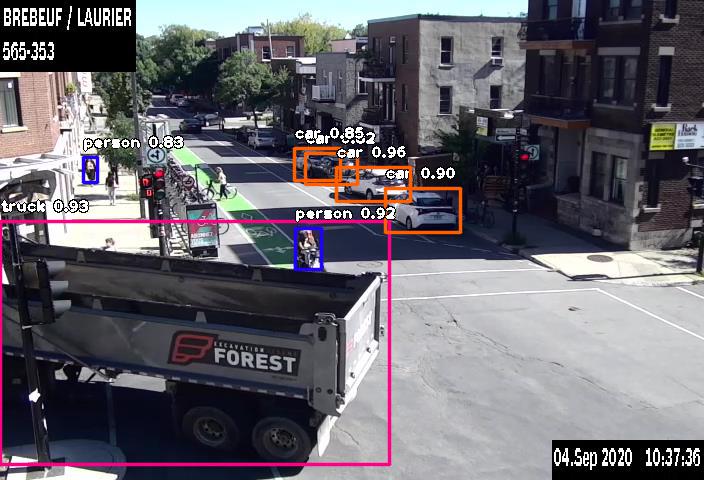 BREBEUF / LAURIER
565-353
person 0.83
car 0.85
car 0.96
car 0.90
truck 0.93
person 0.92
EXCAVATION
FOREST
04.Sep 2020 10:37:36